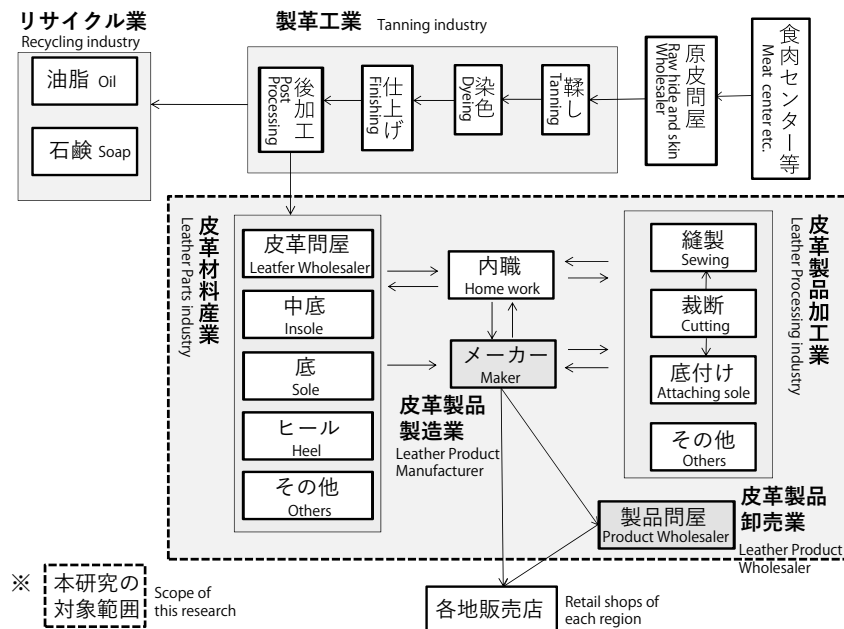 リサイクル業
Recycling industry
油脂 Oil
石鹸 Soap
製革工業 Tanning industry
後加工
Post
Processing
仕上げ
Finishing
染色
Dyeing
鞣し
Tanning
原皮問屋
Raw hide and skin
Wholesaler
食肉センター等
Meat center etc.
皮革材料産業
Leather Parts industry
皮革問屋
Leatfer Wholesaler
中底
Insole
底
Sole
ヒール
Heel
その他
Others
内職
Home work
メーカー
Maker
皮革製品
製造業
Leather Product
Manufacturer
縫製
Sewing
裁断
Cutting
底付け
Attaching sole
その他
Others
皮革製品加工業
Leather Processing industry
製品問屋
Product Wholesaler
皮革製品
卸売業
Leather Product
Wholesaler
※
本研究の
対象範囲
Scope of
this research
各地販売店
Retail shops of
each region